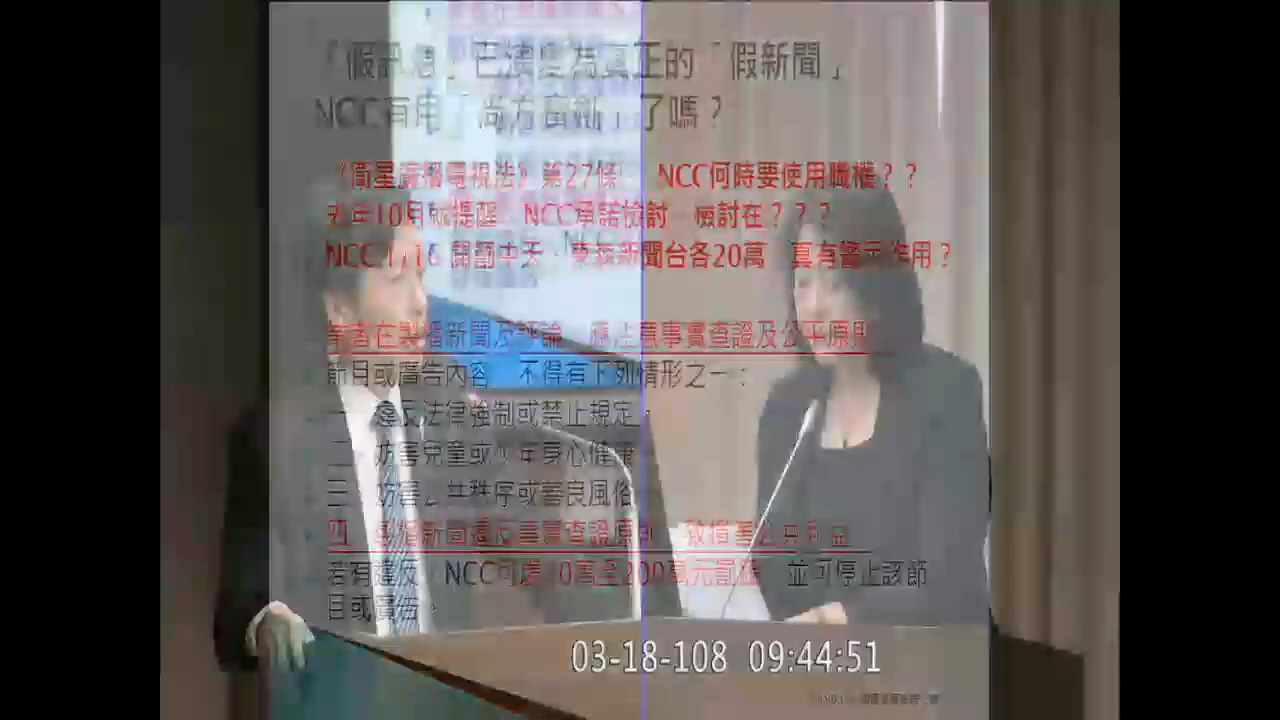 「假訊息」已演變為真正的「假新聞」
NCC有用「尚方寶劍」了嗎？
《衛星廣播電視法》第27條 NCC何時要使用職權？？
去年10月就提醒 NCC承諾檢討 檢討在？？？
NCC 1/16 開罰中天、東森新聞台各20萬 真有警示作用？
業者在製播新聞及評論 應注意事實查證及公平原則
節目或廣告內容 不得有下列情形之一：
一 違反法律強制或禁止規定。
二 妨害兒童或少年身心健康。
三 妨害公共秩序或善良風俗
四 製播新聞違反事實查證原則 致損害公共利益
若有違反 NCC可處 200萬元罰鍰 並可停止該節
目或廣告。
03-18-108 09:44:51